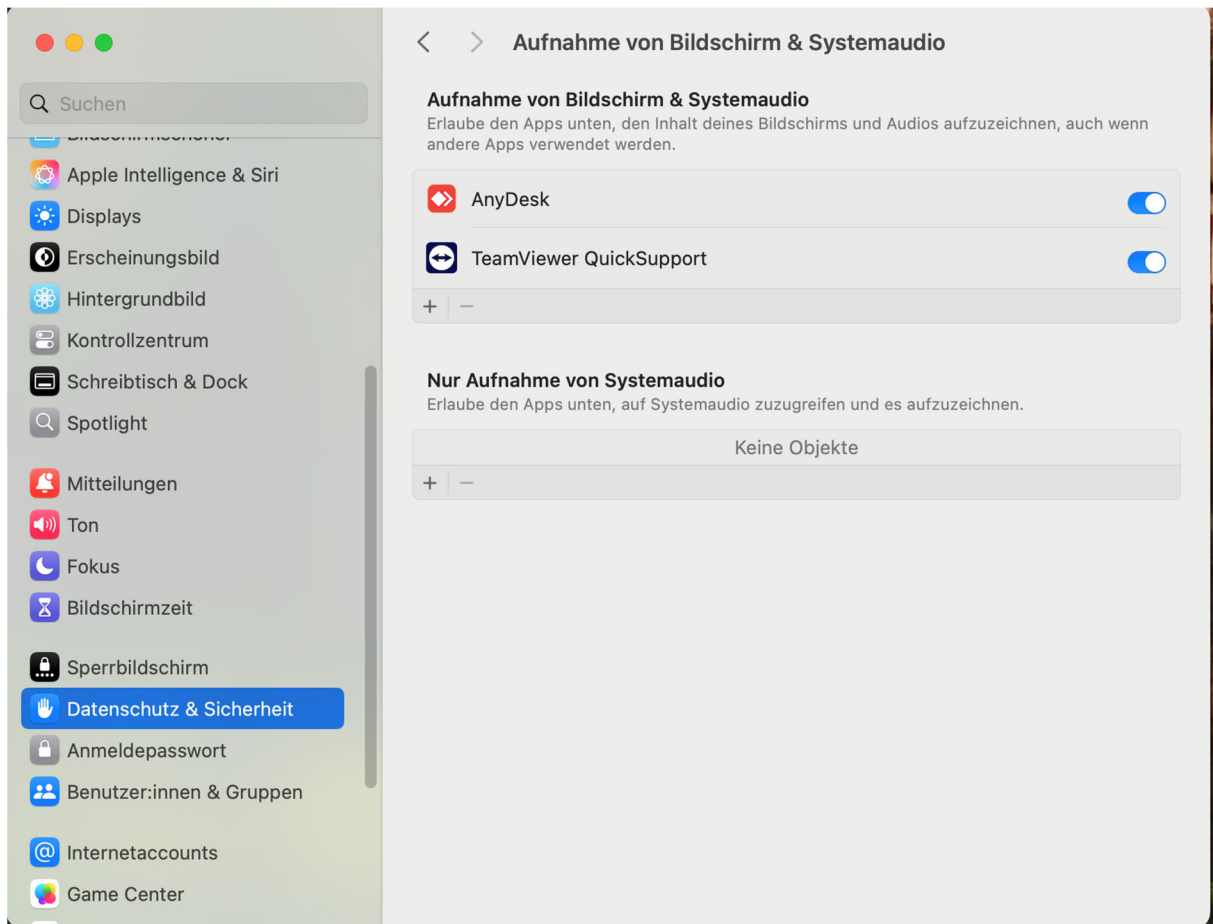 Suchen
Bildschirmschoner
Apple Intelligence & Siri
Displays
Erscheinungsbild
Hintergrundbild
Kontrollzentrum
Schreibtisch & Dock
Spotlight
Mitteilungen
Ton
Fokus
Bildschirmzeit
Sperrbildschirm
Datenschutz & Sicherheit
Anmeldepasswort
Benutzer:innen & Gruppen
Internetaccounts
Game Center
Aufnahme von Bildschirm & Systemaudio
Aufnahme von Bildschirm & Systemaudio
Erlaube den Apps unten, den Inhalt deines Bildschirms und Audios aufzuzeichnen, auch wenn
andere Apps verwendet werden.
AnyDesk
TeamViewer QuickSupport
Nur Aufnahme von Systemaudio
Erlaube den Apps unten, auf Systemaudio zuzugreifen und es aufzuzeichnen.
Keine Objekte